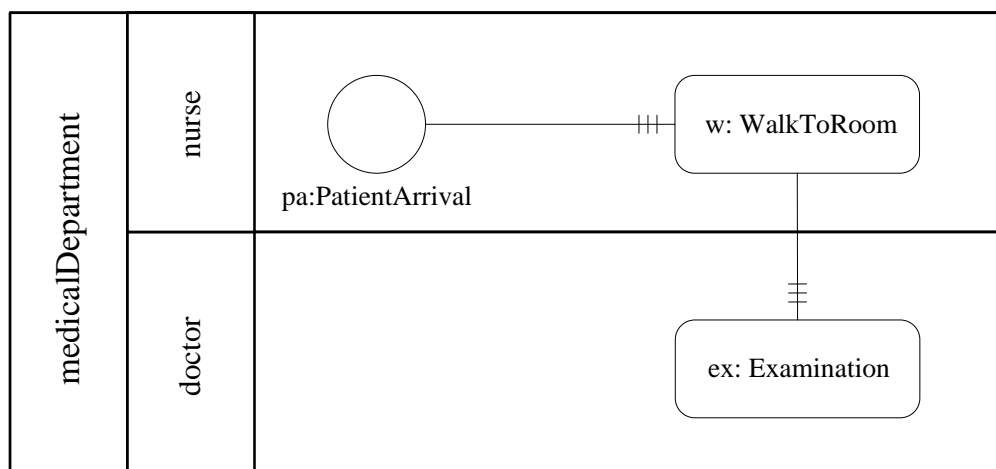 medicalDepartment
nurse
pa:PatientArrival
w: WalkToRoom
doctor
ex: Examination